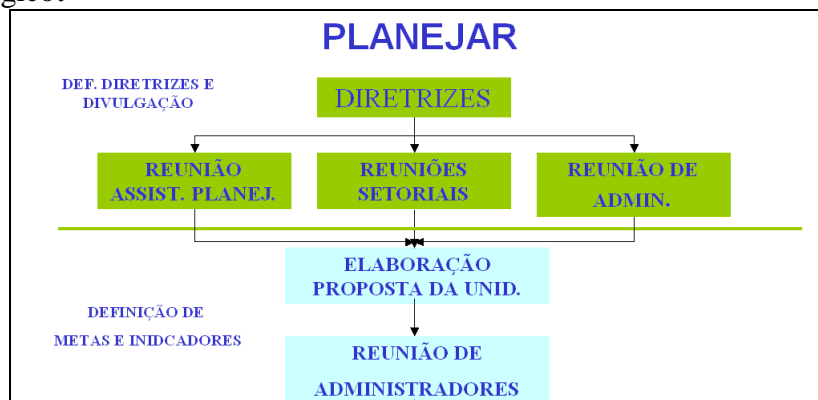 gico.
PLANEJAR
DEF. DIRETRIZES E
DIVULGAÇÃO
DIRETRIZES
REUNIÃO
ASSIST. PLANEJ.
REUNIÕES
SETORIAIS
REUNIÃO DE
ADMIN.
ELABORAÇÃO
PROPOSTA DA UNID.
DEFINIÇÃO DE
METAS E INIDCADORES
REUNIÃO DE
ADMINISTRADORES